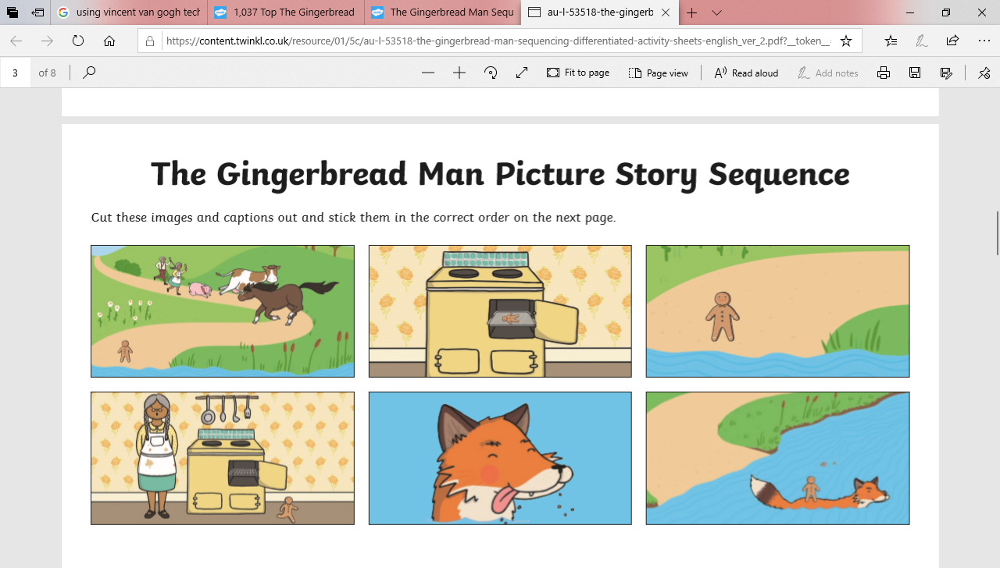 using vincent van gogh tech
1,037 Top The Gingerbread
The Gingerbread Man Sequ
au-l-53518-the-gingerb
https://content.twinkl.co.uk/resource/01/5c/au-l-53518-the-gingerbread-man-sequencing-differentiated-activity-sheets-english_ver_2.pdf?__token__=
3 of 8
Fit to page
Page view
Read aloud
Add notes
The Gingerbread Man Picture Story Sequence
Cut these images and captions out and stick them in the correct order on the next page.